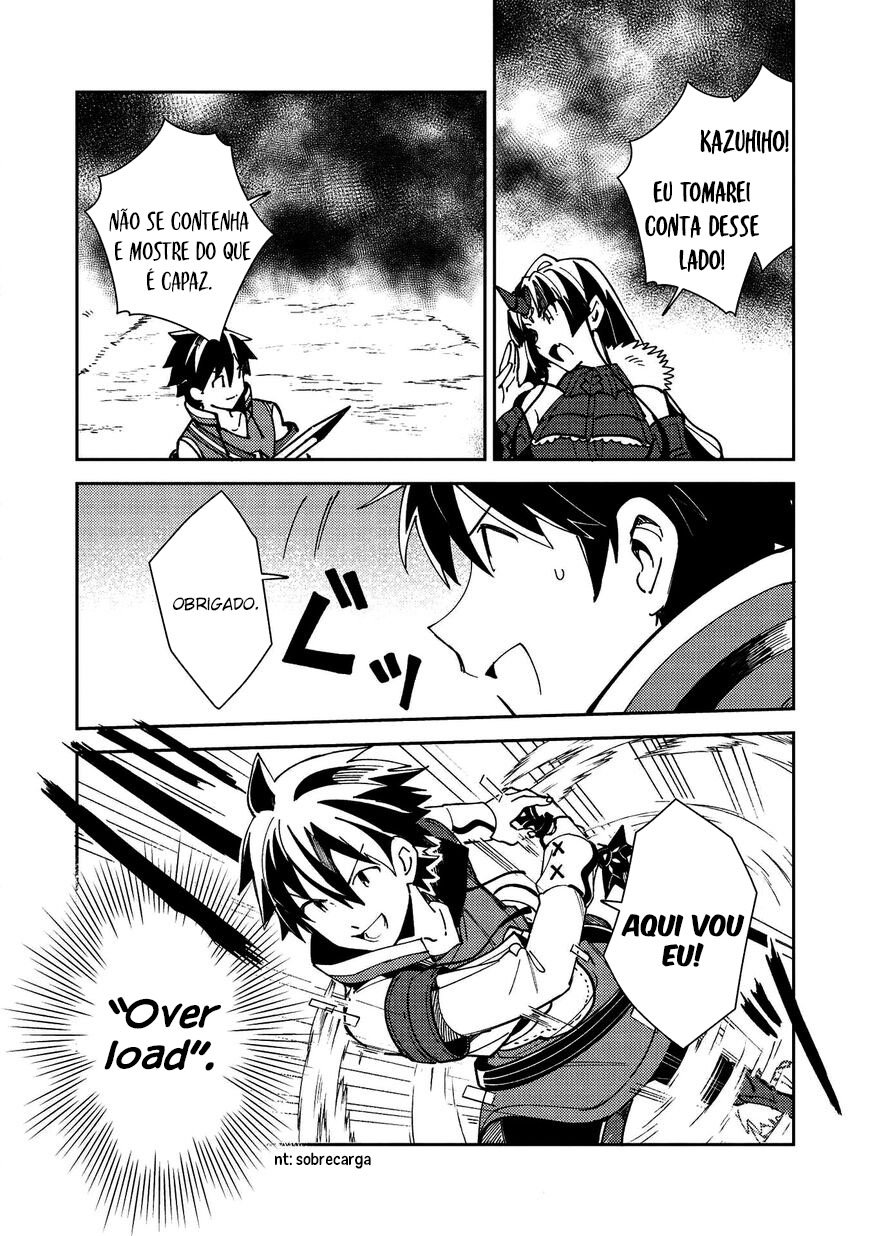 KAZUHIHO!
EU TOMAREI
CONTA DESSE
LADO!
NÃO SE CONTENHA
E MOSTRE DO QUE
É CAPAZ.
OBRIGADO.
ぐっ
AQUI VOU
EU!
"Over
load".
nt: sobrecarga